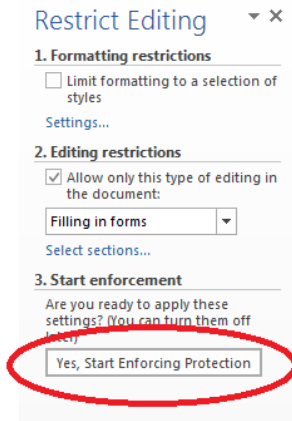 Restrict Editing
1. Formatting restrictions
Limit formatting to a selection of
styles
Settings...
2. Editing restrictions
Allow only this type of editing in
the document:
Filling in forms
Select sections...
3. Start enforcement
Are you ready to apply these
settings? (You can turn them off
later)
Yes, Start Enforcing Protection